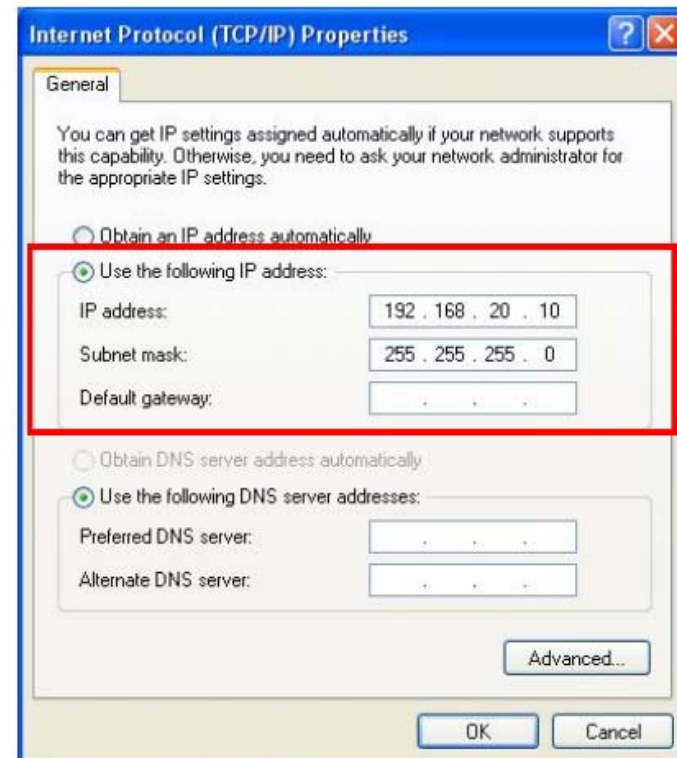 Internet Protocol (TCP/IP) Properties
General
You can get IP settings assigned automatically if your network supports
this capability. Otherwise, you need to ask your network administrator for
the appropriate IP settings.
Obtain an IP address automatically
Use the following IP address:
IP address: 192 . 168 . 20 . 10
Subnet mask: 255 . 255 . 255 . 0
Default gateway: . . .
Obtain DNS server address automatically
Use the following DNS server addresses:
Preferred DNS server: . . .
Alternate DNS server: . . .
Advanced...
OK Cancel